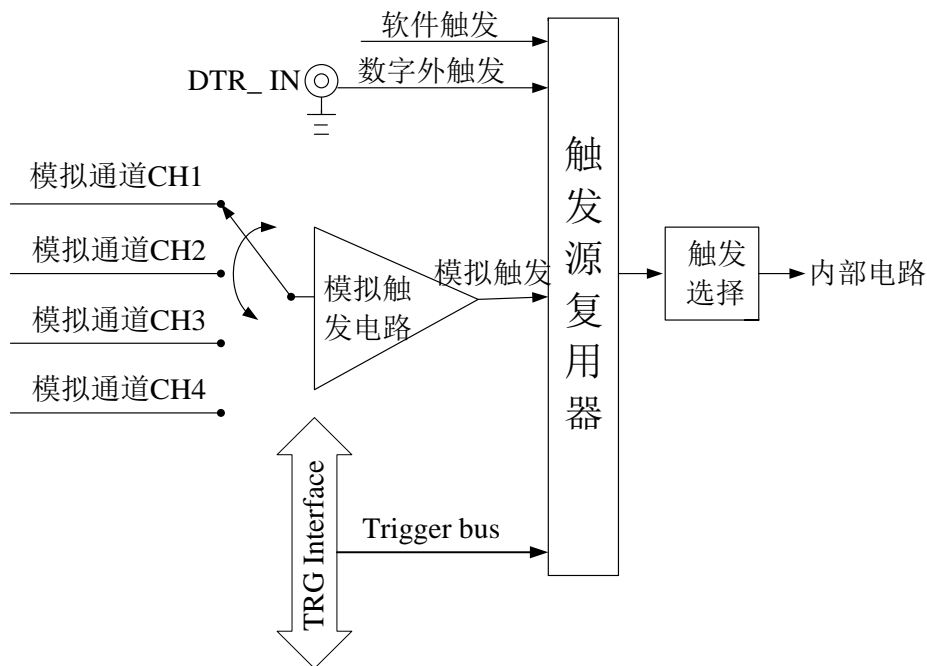 软件触发
DTR_ IN
数字外触发
模拟通道CH1
模拟通道CH2
模拟通道CH3
模拟通道CH4
模拟触
发电路
模拟触发
触发源复用器
触发
选择
内部电路
TRG Interface
Trigger bus